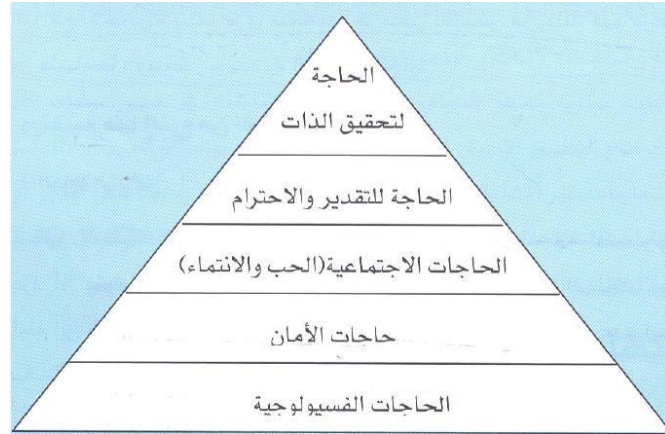 الحاجة
لتحقيق الذات
الحاجة للتقدير والاحترام
الحاجات الاجتماعية(الحب والانتماء)
حاجات الأمان
الحاجات الفسيولوجية